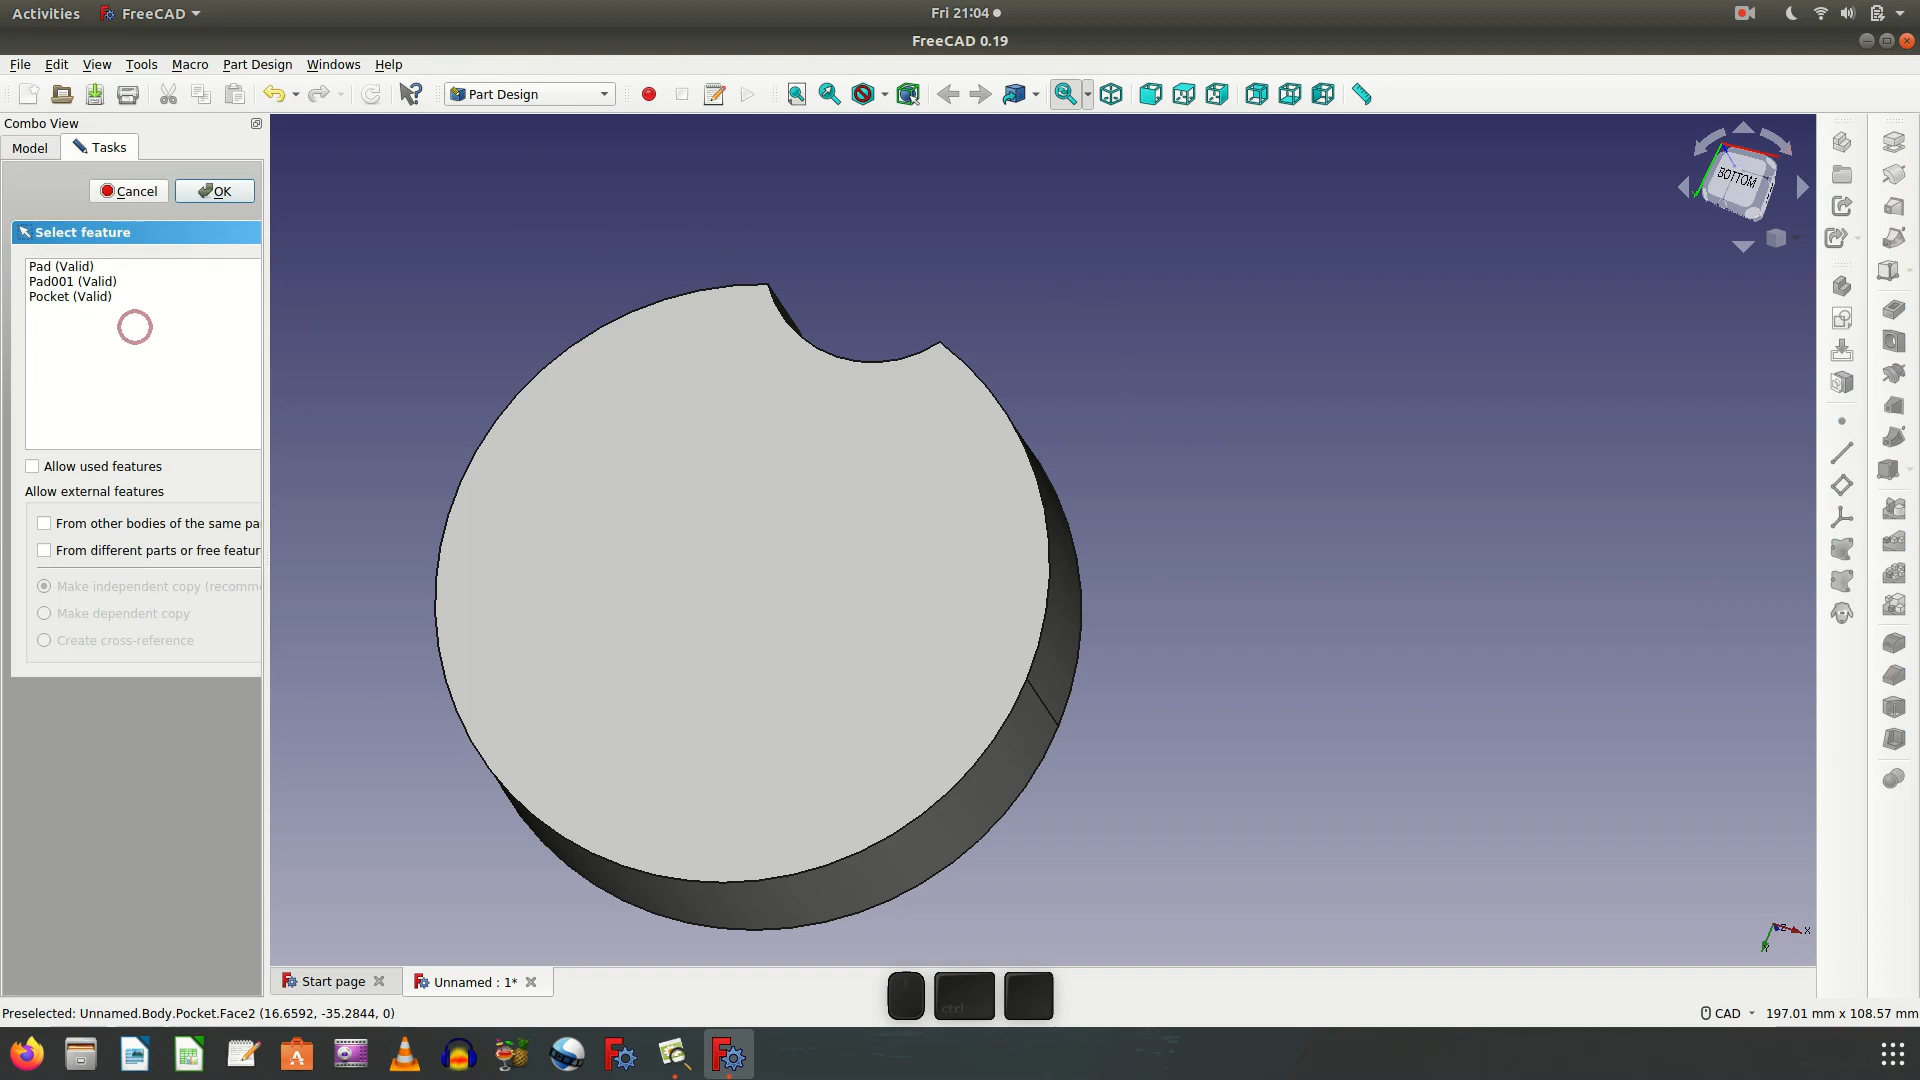 Activities FreeCAD Fri 21:04
FreeCAD 0.19
File Edit View Tools Macro Part Design Windows Help
Part Design
Combo View
Model Tasks
Cancel OK
Select feature
Pad (Valid)
Pad001 (Valid)
Pocket (Valid)
Allow used features
Allow external features
From other bodies of the same pa
From different parts or free featur
Make independent copy (recomm
Make dependent copy
Create cross-reference
BOTTOM
x
Start page Unnamed : 1*
ctrl
Preselected: Unnamed.Body.Pocket.Face2 (16.6592, -35.2844, 0) CAD 197.01 mm x 108.57 mm